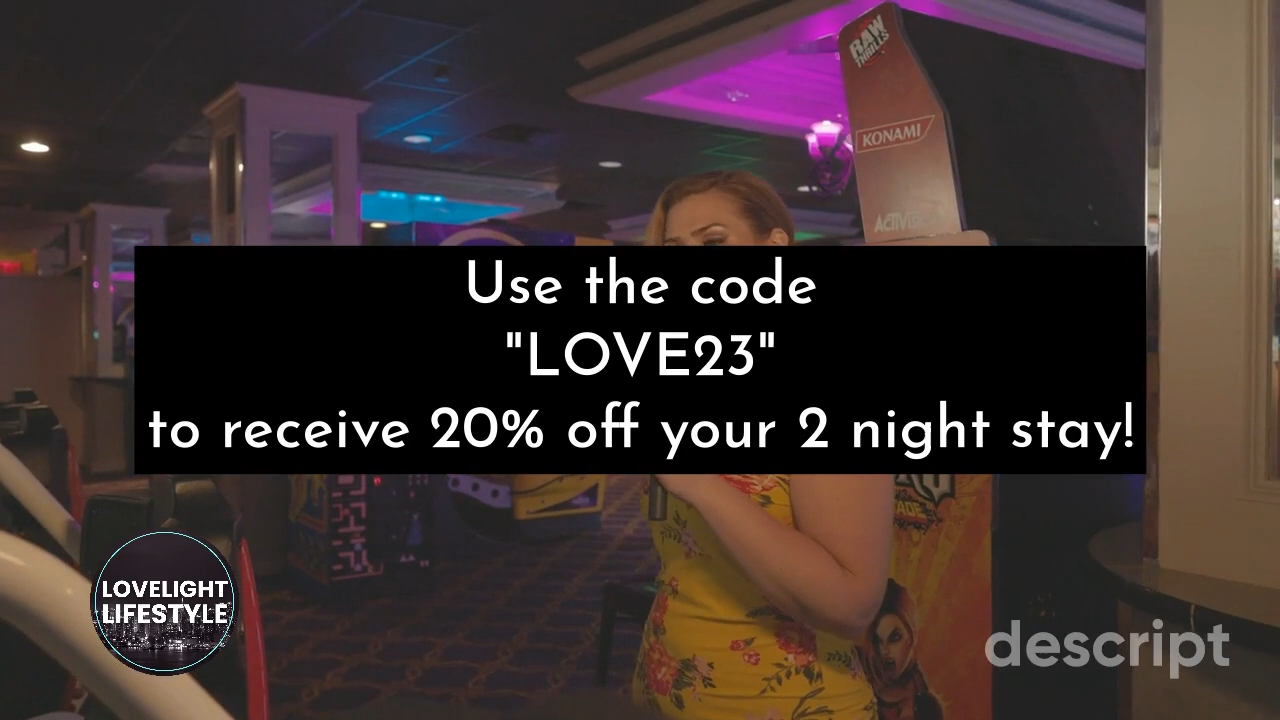 RAW
THRILLS
KONAMI
Use the code
"LOVE23"
to receive 20% off your 2 night stay!
LOVELIGHT
LIFESTYLE
descript